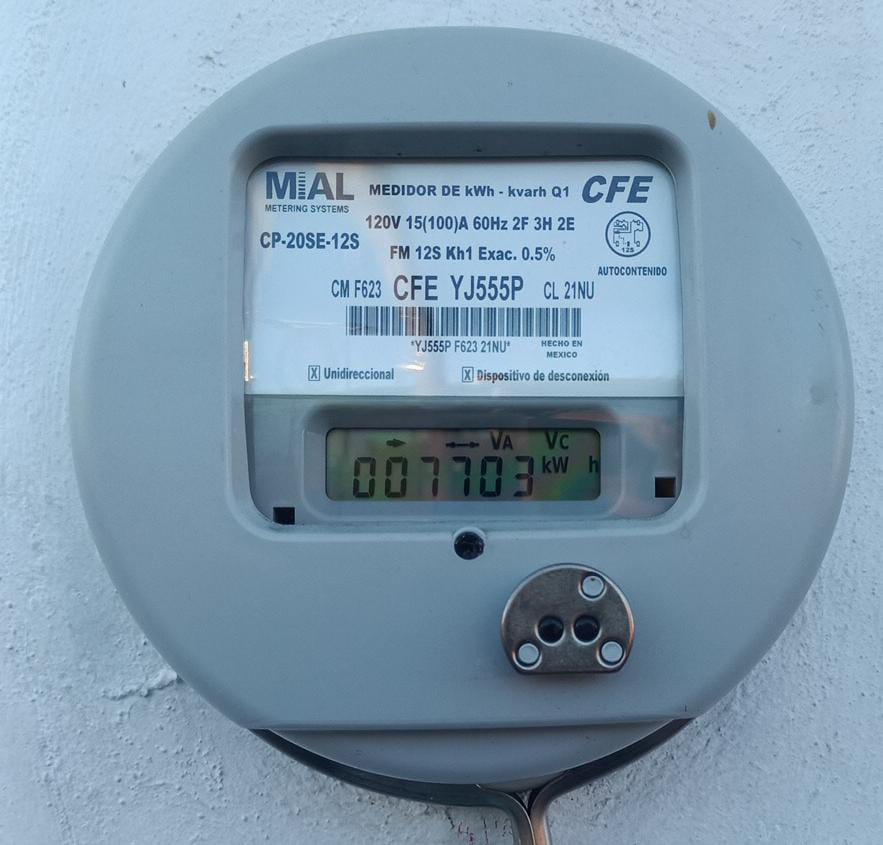 MIAL MEDIDOR DE kWh - kvarh Q1 CFE
METERING SYSTEMS
120V 15(100)A 60Hz 2F 3H 2E
CP-20SE-12S
FM 12S Kh1 Exac. 0.5%
12S
AUTOCONTENIDO
CM F623 CFE YJ555P CL 21NU
*YJ555P F623 21NU*
HECHO EN
MEXICO
X Unidireccional X Dispositivo de desconexión
VA VC
007703 kW h